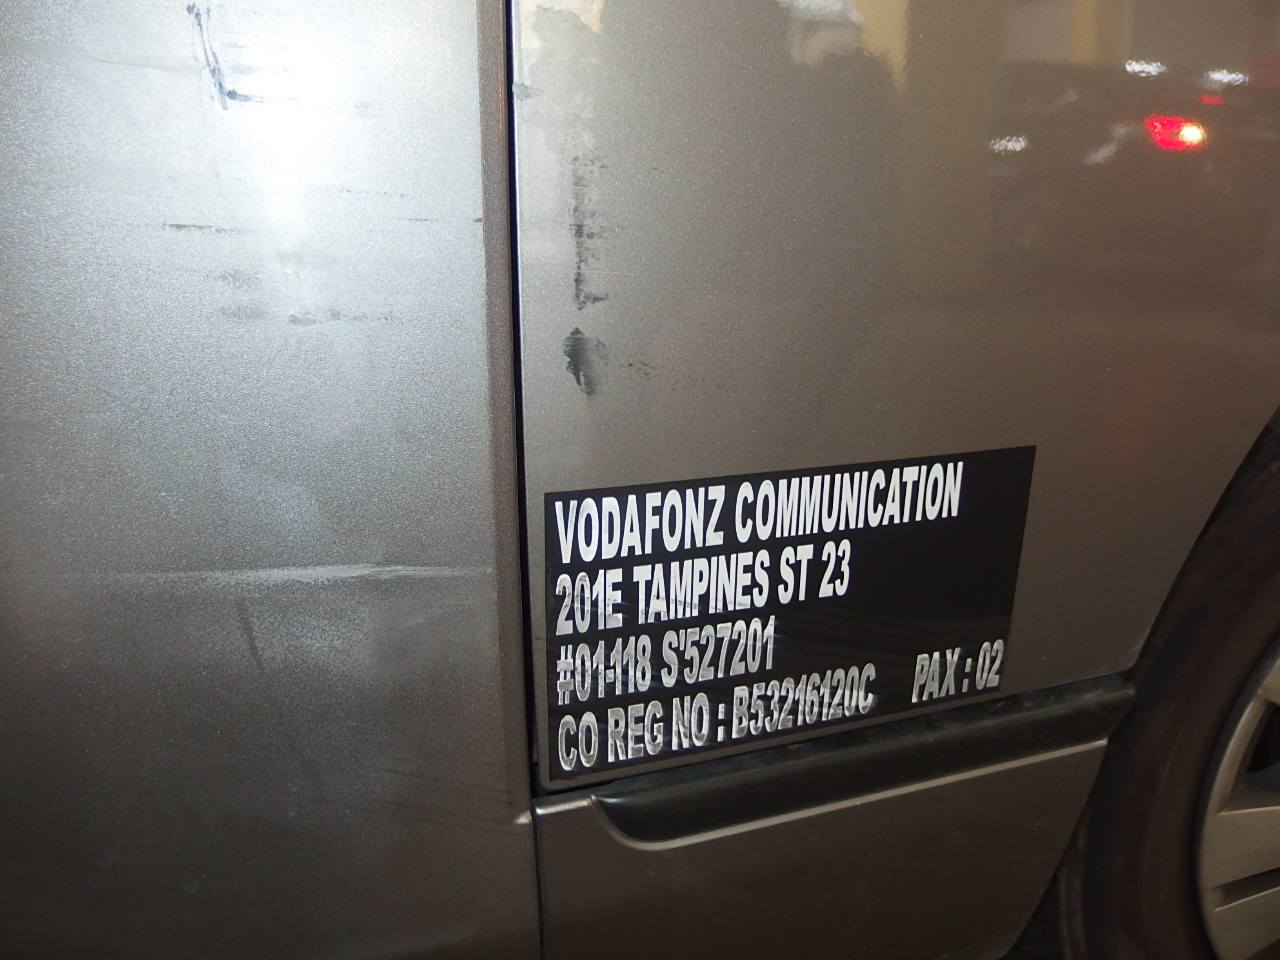 VODAFONZ COMMUNICATION
201E TAMPINES ST 23
#01-118 S'527201
CO REG NO : B53216120C PAX : 02